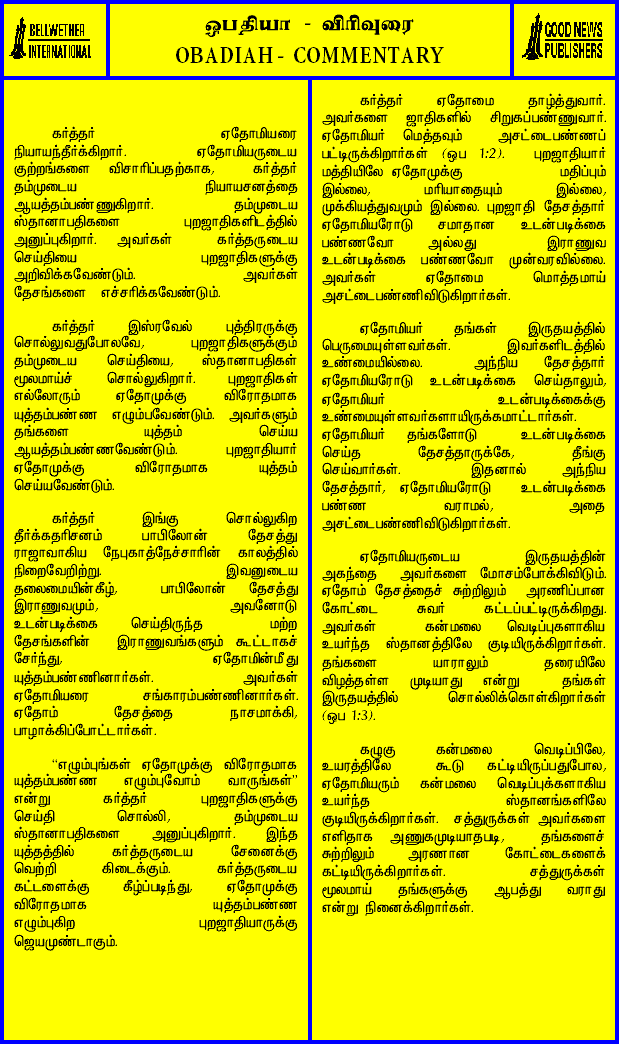 BELLWETHER
INTERNATIONAL
ஒபதியா - விரிவுரை
OBADIAH - COMMENTARY
GOOD NEWS
PUBLISHERS
கர்த்தர் ஏதோமியரை
நியாயந்தீர்க்கிறார். ஏதோமியருடைய
குற்றங்களை விசாரிப்பதற்காக, கர்த்தர்
தம்முடைய நியாயசனத்தை
ஆயத்தம்பண்ணுகிறார். தம்முடைய
ஸ்தானாபதிகளை புறஜாதிகளிடத்தில்
அனுப்புகிறார். அவர்கள் கர்த்தருடைய
செய்தியை புறஜாதிகளுக்கு
அறிவிக்கவேண்டும். அவர்கள்
தேசங்களை எச்சரிக்கவேண்டும்.
கர்த்தர் இஸ்ரவேல் புத்திரருக்கு
சொல்லுவதுபோலவே, புறஜாதிகளுக்கும்
தம்முடைய செய்தியை, ஸ்தானாபதிகள்
மூலமாய்ச் சொல்லுகிறார். புறஜாதிகள்
எல்லோரும் ஏதோமுக்கு விரோதமாக
யுத்தம்பண்ண எழும்பவேண்டும். அவர்களும்
தங்களை யுத்தம் செய்ய
ஆயத்தம்பண்ணவேண்டும். புறஜாதியார்
ஏதோமுக்கு விரோதமாக யுத்தம்
செய்யவேண்டும்.
கர்த்தர் இங்கு சொல்லுகிற
தீர்க்கதரிசனம் பாபிலோன் தேசத்து
ராஜாவாகிய நேபுகாத்நேச்சாரின் காலத்தில்
நிறைவேறிற்று. இவனுடைய
தலைமையின்கீழ், பாபிலோன் தேசத்து
இராணுவமும், அவனோடு
உடன்படிக்கை செய்திருந்த மற்ற
தேசங்களின் இராணுவங்களும் கூட்டாகச்
சேர்ந்து, ஏதோமின்மீது
யுத்தம்பண்ணினார்கள். அவர்கள்
ஏதோமியரை சங்காரம்பண்ணினார்கள்.
ஏதோம் தேசத்தை நாசமாக்கி,
பாழாக்கிப்போட்டார்கள்.
“எழும்புங்கள் ஏதோமுக்கு விரோதமாக
யுத்தம்பண்ண எழும்புவோம் வாருங்கள்”
என்று கர்த்தர் புறஜாதிகளுக்கு
செய்தி சொல்லி, தம்முடைய
ஸ்தானாபதிகளை அனுப்புகிறார். இந்த
யுத்தத்தில் கர்த்தருடைய சேனைக்கு
வெற்றி கிடைக்கும். கர்த்தருடைய
கட்டளைக்கு கீழ்ப்படிந்து, ஏதோமுக்கு
விரோதமாக யுத்தம்பண்ண
எழும்புகிற புறஜாதியாருக்கு
ஜெயமுண்டாகும்.
கர்த்தர் ஏதோமை தாழ்த்துவார்.
அவர்களை ஜாதிகளில் சிறுகப்பண்ணுவார்.
ஏதோமியர் மெத்தவும் அசட்டைபண்ணப்
பட்டிருக்கிறார்கள் (ஒப 1:2). புறஜாதியார்
மத்தியிலே ஏதோமுக்கு மதிப்பும்
இல்லை, மரியாதையும் இல்லை,
முக்கியத்துவமும் இல்லை. புறஜாதி தேசத்தார்
ஏதோமியரோடு சமாதான உடன்படிக்கை
பண்ணவோ அல்லது இராணுவ
உடன்படிக்கை பண்ணவோ முன்வரவில்லை.
அவர்கள் ஏதோமை மொத்தமாய்
அசட்டைபண்ணிவிடுகிறார்கள்.
ஏதோமியர் தங்கள் இருதயத்தில்
பெருமையுள்ளவர்கள். இவர்களிடத்தில்
உண்மையில்லை. அந்நிய தேசத்தார்
ஏதோமியரோடு உடன்படிக்கை செய்தாலும்,
ஏதோமியர் உடன்படிக்கைக்கு
உண்மையுள்ளவர்களாயிருக்கமாட்டார்கள்.
ஏதோமியர் தங்களோடு உடன்படிக்கை
செய்த தேசத்தாருக்கே, தீங்கு
செய்வார்கள். இதனால் அந்நிய
தேசத்தார், ஏதோமியரோடு உடன்படிக்கை
பண்ண வராமல், அதை
அசட்டைபண்ணிவிடுகிறார்கள்.
ஏதோமியருடைய இருதயத்தின்
அகந்தை அவர்களை மோசம்போக்கிவிடும்.
ஏதோம் தேசத்தைச் சுற்றிலும் அரணிப்பான
கோட்டை சுவர் கட்டப்பட்டிருக்கிறது.
அவர்கள் கன்மலை வெடிப்புகளாகிய
உயர்ந்த ஸ்தானத்திலே குடியிருக்கிறார்கள்.
தங்களை யாராலும் தரையிலே
விழத்தள்ள முடியாது என்று தங்கள்
இருதயத்தில் சொல்லிக்கொள்கிறார்கள்
(ஒப 1:3).
கழுகு கன்மலை வெடிப்பிலே,
உயரத்திலே கூடு கட்டியிருப்பதுபோல,
ஏதோமியரும் கன்மலை வெடிப்புக்களாகிய
உயர்ந்த ஸ்தானங்களிலே
குடியிருக்கிறார்கள். சத்துருக்கள் அவர்களை
எளிதாக அணுகமுடியாதபடி, தங்களைச்
சுற்றிலும் அரணான கோட்டைகளைக்
கட்டியிருக்கிறார்கள். சத்துருக்கள்
மூலமாய் தங்களுக்கு ஆபத்து வராது
என்று நினைக்கிறார்கள்.